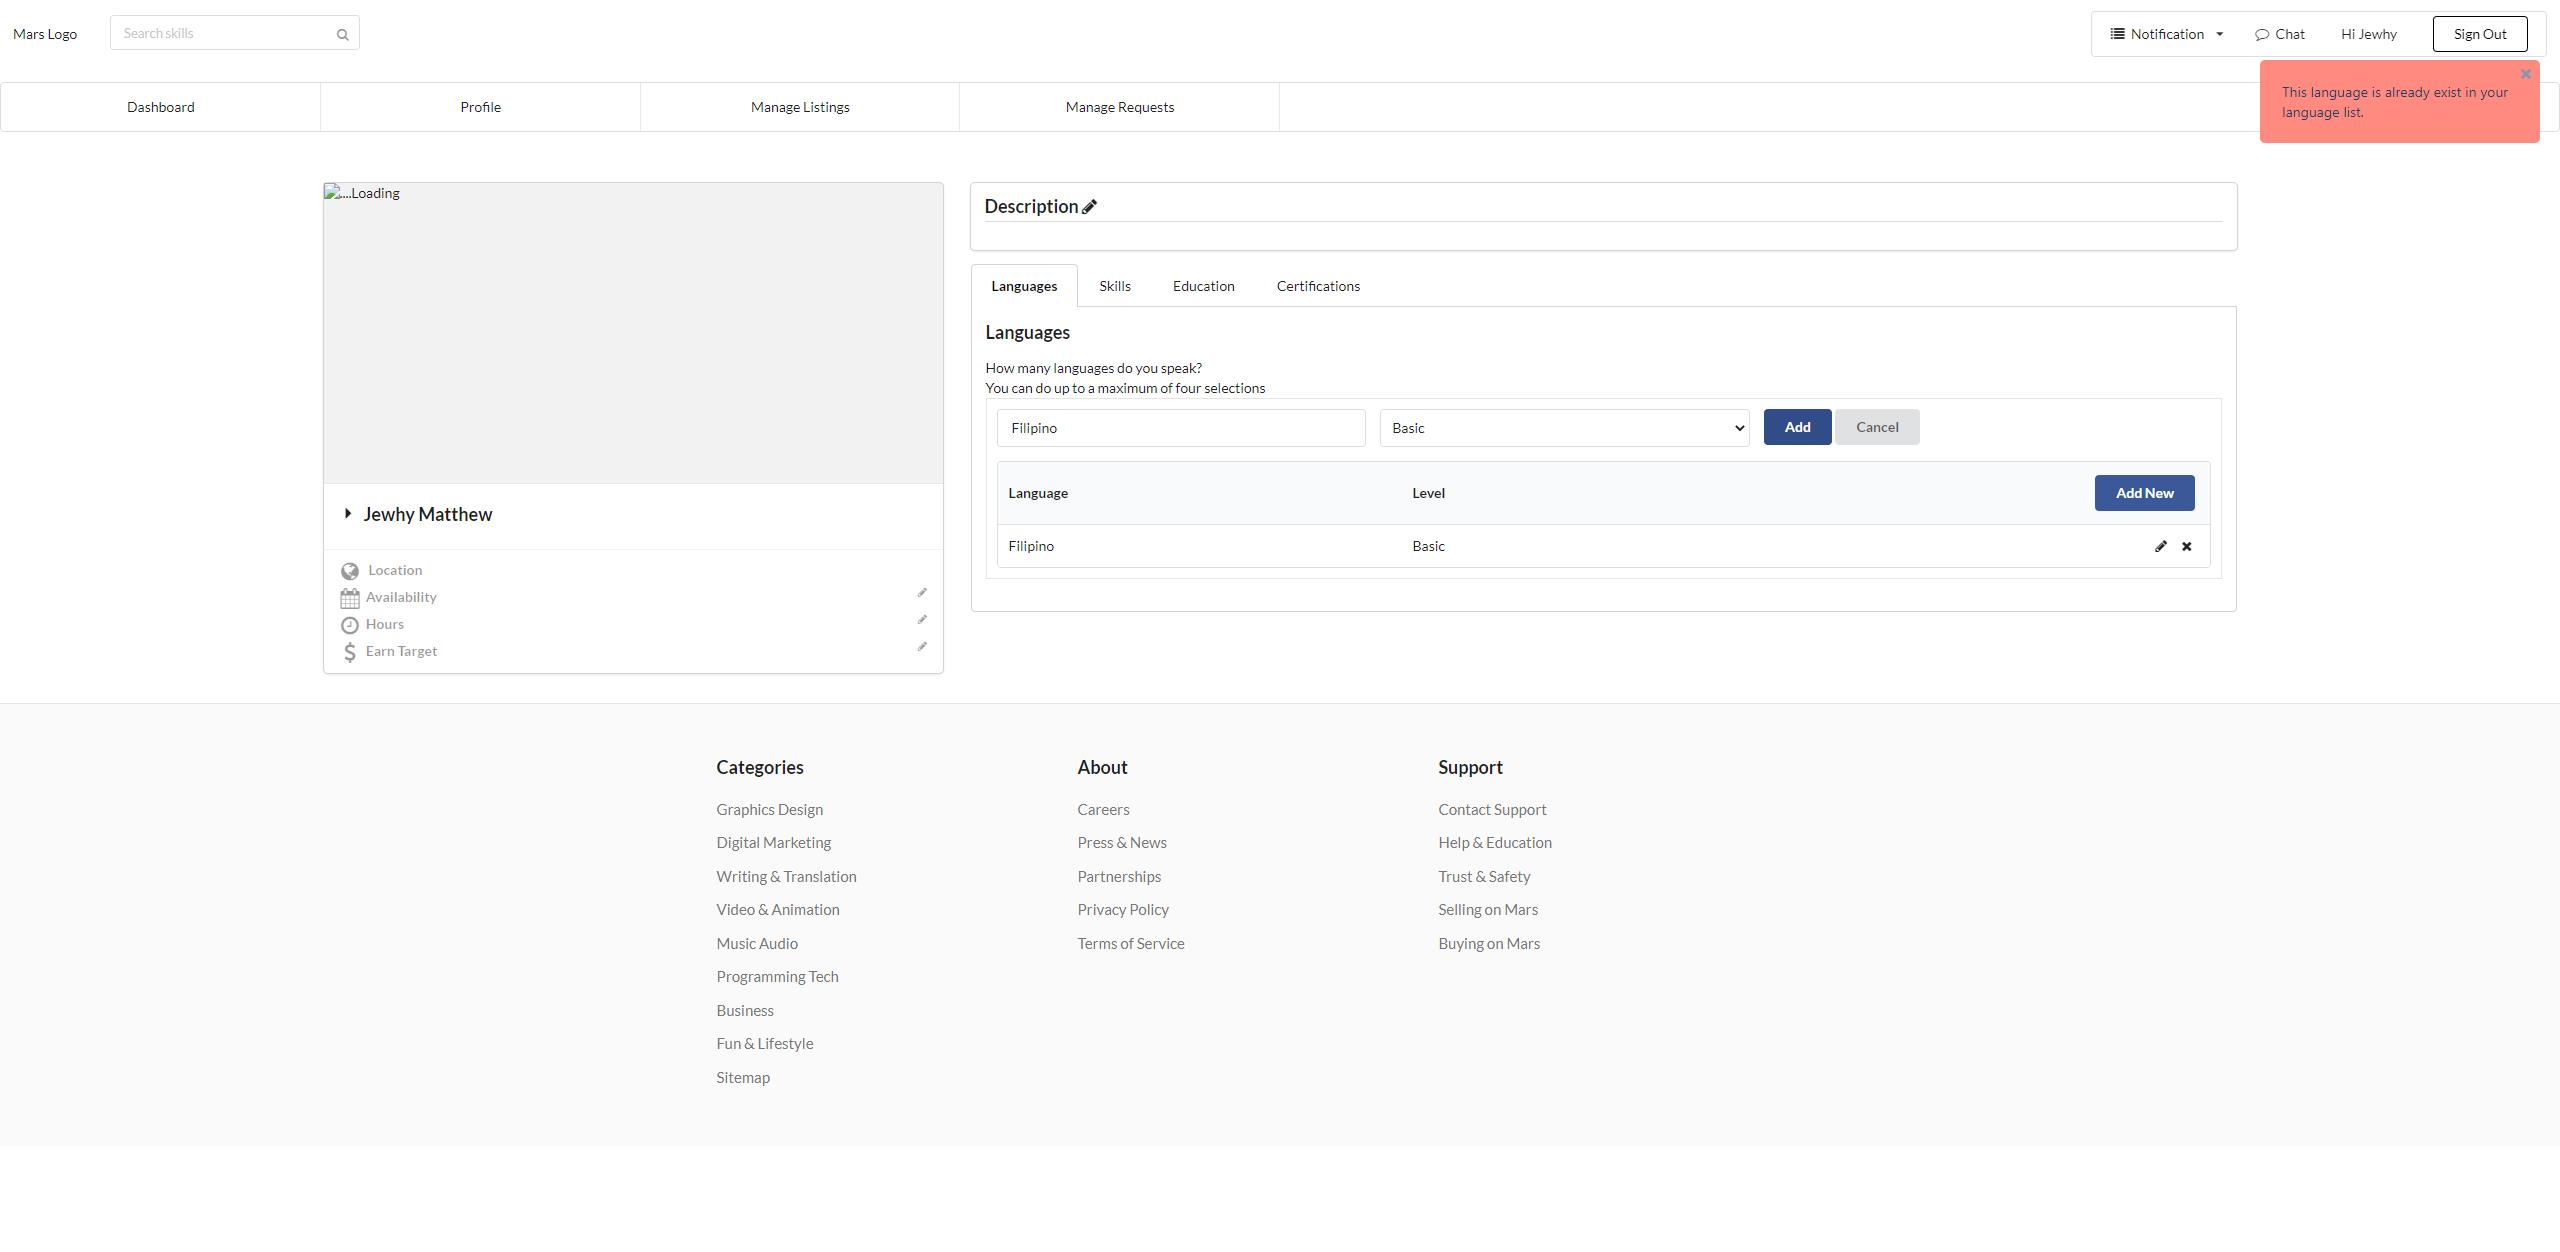 Mars Logo
Search skills
Notification
Chat
Hi Jewhy
Sign Out
Dashboard
Profile
Manage Listings
Manage Requests
This language is already exist in your
language list.
....Loading
Jewhy Matthew
Location
Availability
Hours
Earn Target
Description
Languages
Skills
Education
Certifications
Languages
How many languages do you speak?
You can do up to a maximum of four selections
Filipino
Basic
Add
Cancel
Language
Level
Add New
Filipino
Basic
Categories
Graphics Design
Digital Marketing
Writing & Translation
Video & Animation
Music Audio
Programming Tech
Business
Fun & Lifestyle
Sitemap
About
Careers
Press & News
Partnerships
Privacy Policy
Terms of Service
Support
Contact Support
Help & Education
Trust & Safety
Selling on Mars
Buying on Mars